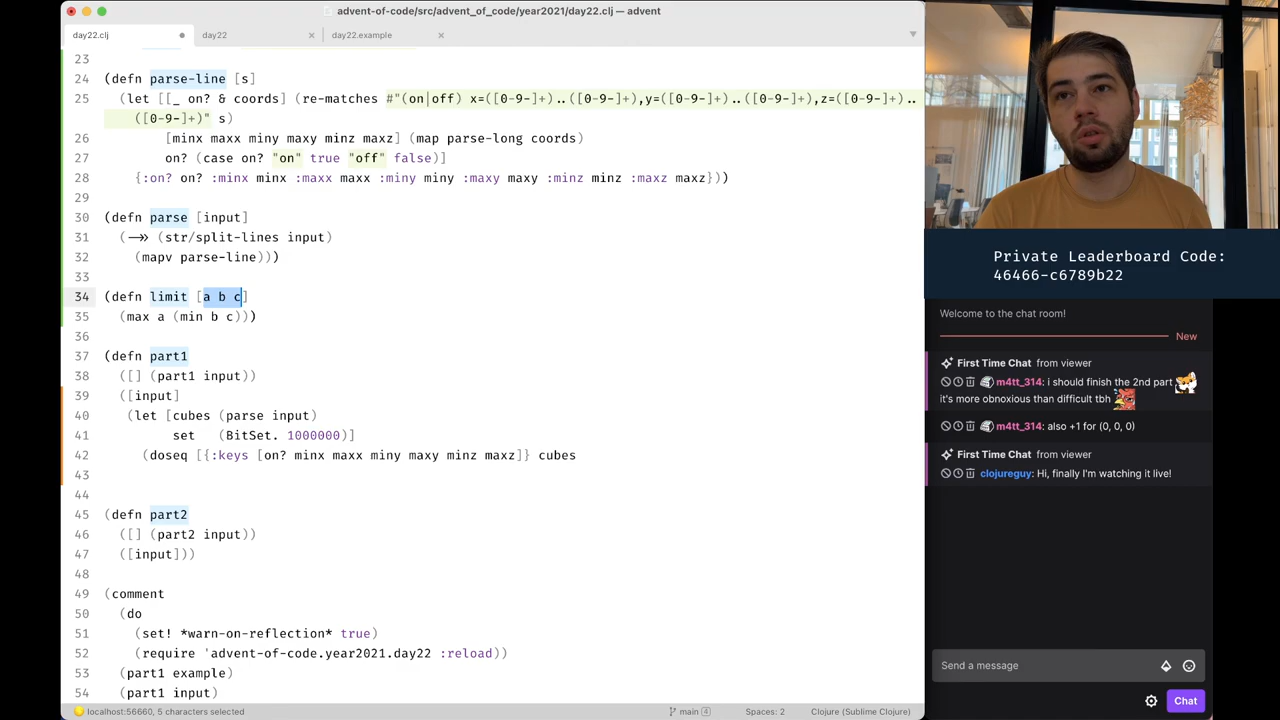 advent-of-code/src/advent_of_code/year2021/day22.clj — advent
day22.clj
day22
day22.example
23
24 (defn parse-line [s]
25 (let [[_ on? & coords] (re-matches #"(on|off) x=([0-9-]+)..([0-9-]+),y=([0-9-]+)..([0-9-]+),z=([0-9-]+)..
([0-9-]+)" s)
26 [minx maxx miny maxy minz maxz] (map parse-long coords)
27 on? (case on? "on" true "off" false)]
28 {:on? on? :minx minx :maxx maxx :miny miny :maxy maxy :minz minz :maxz maxz}))
29
30 (defn parse [input]
31 (->> (str/split-lines input)
32 (mapv parse-line)))
33
34 (defn limit [a b c]
35 (max a (min b c)))
36
37 (defn part1
38 ([] (part1 input))
39 ([input]
40 (let [cubes (parse input)
41 set (BitSet. 1000000)]
42 (doseq [{:keys [on? minx maxx miny maxy minz maxz]} cubes
43
44
45 (defn part2
46 ([] (part2 input))
47 ([input]))
48
49 (comment
50 (do
51 (set! *warn-on-reflection* true)
52 (require 'advent-of-code.year2021.day22 :reload))
53 (part1 example)
54 (part1 input)
localhost:56660, 5 characters selected
main 4
Spaces: 2
Clojure (Sublime Clojure)
Private Leaderboard Code:
46466-c6789b22
Welcome to the chat room!
New
First Time Chat from viewer
m4tt_314: i should finish the 2nd part
it's more obnoxious than difficult tbh
m4tt_314: also +1 for (0, 0, 0)
First Time Chat from viewer
clojureguy: Hi, finally I'm watching it live!
Send a message
Chat